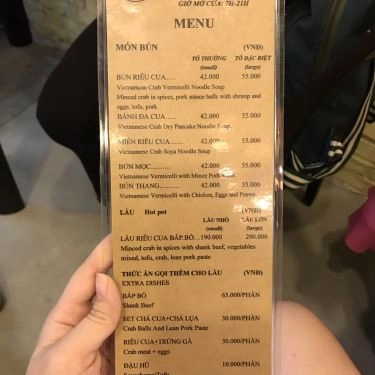 GIỜ MỞ CỬA: 7H-21H
MENU
MÓN BÚN (VNĐ)
TÔ THƯỜNG TÔ ĐẶC BIỆT
(small) (large)
BÚN RIÊU CUA..... 42.000 55.000
Vietnamese Crab Vermicelli Noodle Soup
Minced crab in spices, pork mince balls with shrimp and
eggs, tofu, pork
BÁNH ĐA CUA..... 42.000 55.000
Vietnamese Crab Dry Pancake Noodle Soup
MIẾN RIÊU CUA....... 42.000 55.000
Vietnamese Crab Soya Noodle Soup
BÚN MỌC............. 42.000 55.000
Vietnamese Vermicelli with Mince Pork
BÚN THANG.......... 42.000 55.000
Vietnamese Vermicelli with Chicken, Eggs and
LẨU Hot pot (VNĐ)
LẨU NHỎ LẨU LỚN
(small) (large)
LẨU RIÊU CUA BẮP BÒ...190.000 290.000
Minced crab in spices with shank beef, vegetables
mixed, tofu, crab, lean pork paste
THỨC ĂN GỌI THÊM CHO LẨU (VNĐ)
EXTRA DISHES
BẮP BÒ 65.000/PHẦN
Shank Beef
SET CHẢ CUA+CHẢ LỤA 30.000/PHẦN
Crab Balls And Lean Pork Paste
RIÊU CUA+TRỨNG GÀ 30.000/PHẦN
Crab meat + eggs
ĐẬU HŨ 10.000/PHẦN